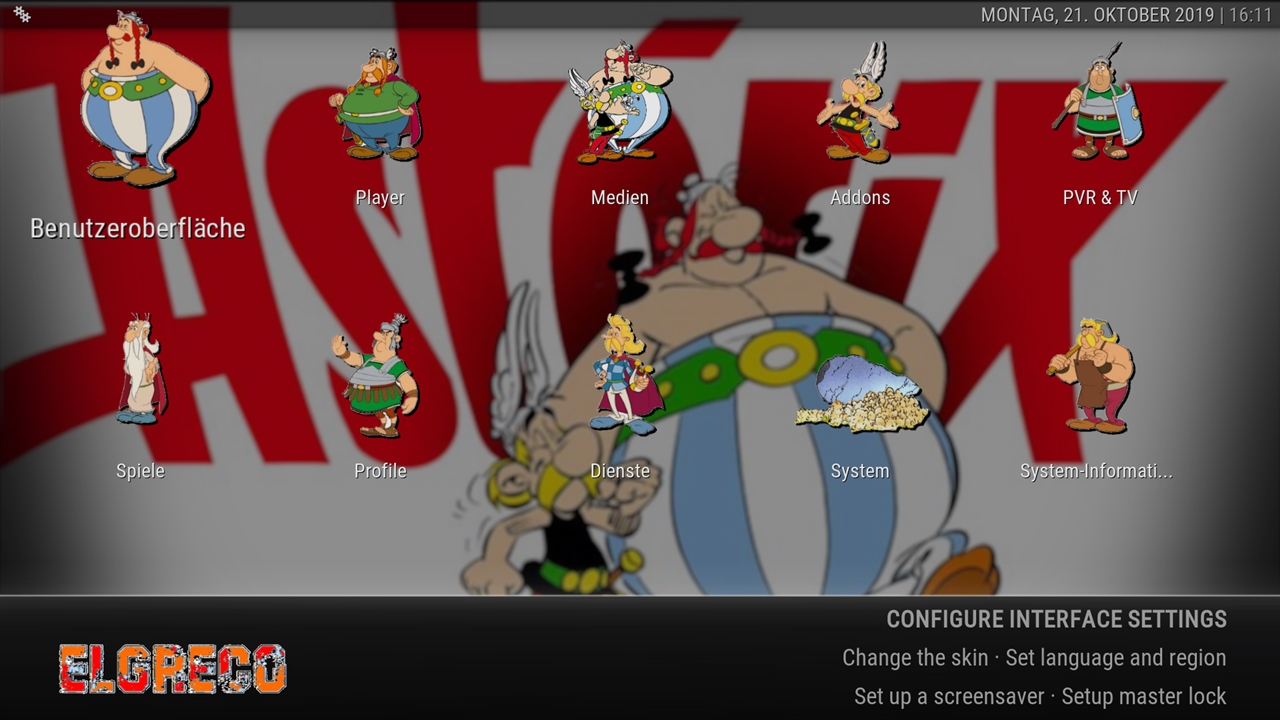 MONTAG, 21. OKTOBER 2019 | 16:11
Asterix
Benutzeroberfläche
Player
Medien
Addons
PVR & TV
Spiele
Profile
Dienste
System
System-Informati...
ELGRECO
CONFIGURE INTERFACE SETTINGS
Change the skin · Set language and region
Set up a screensaver · Setup master lock